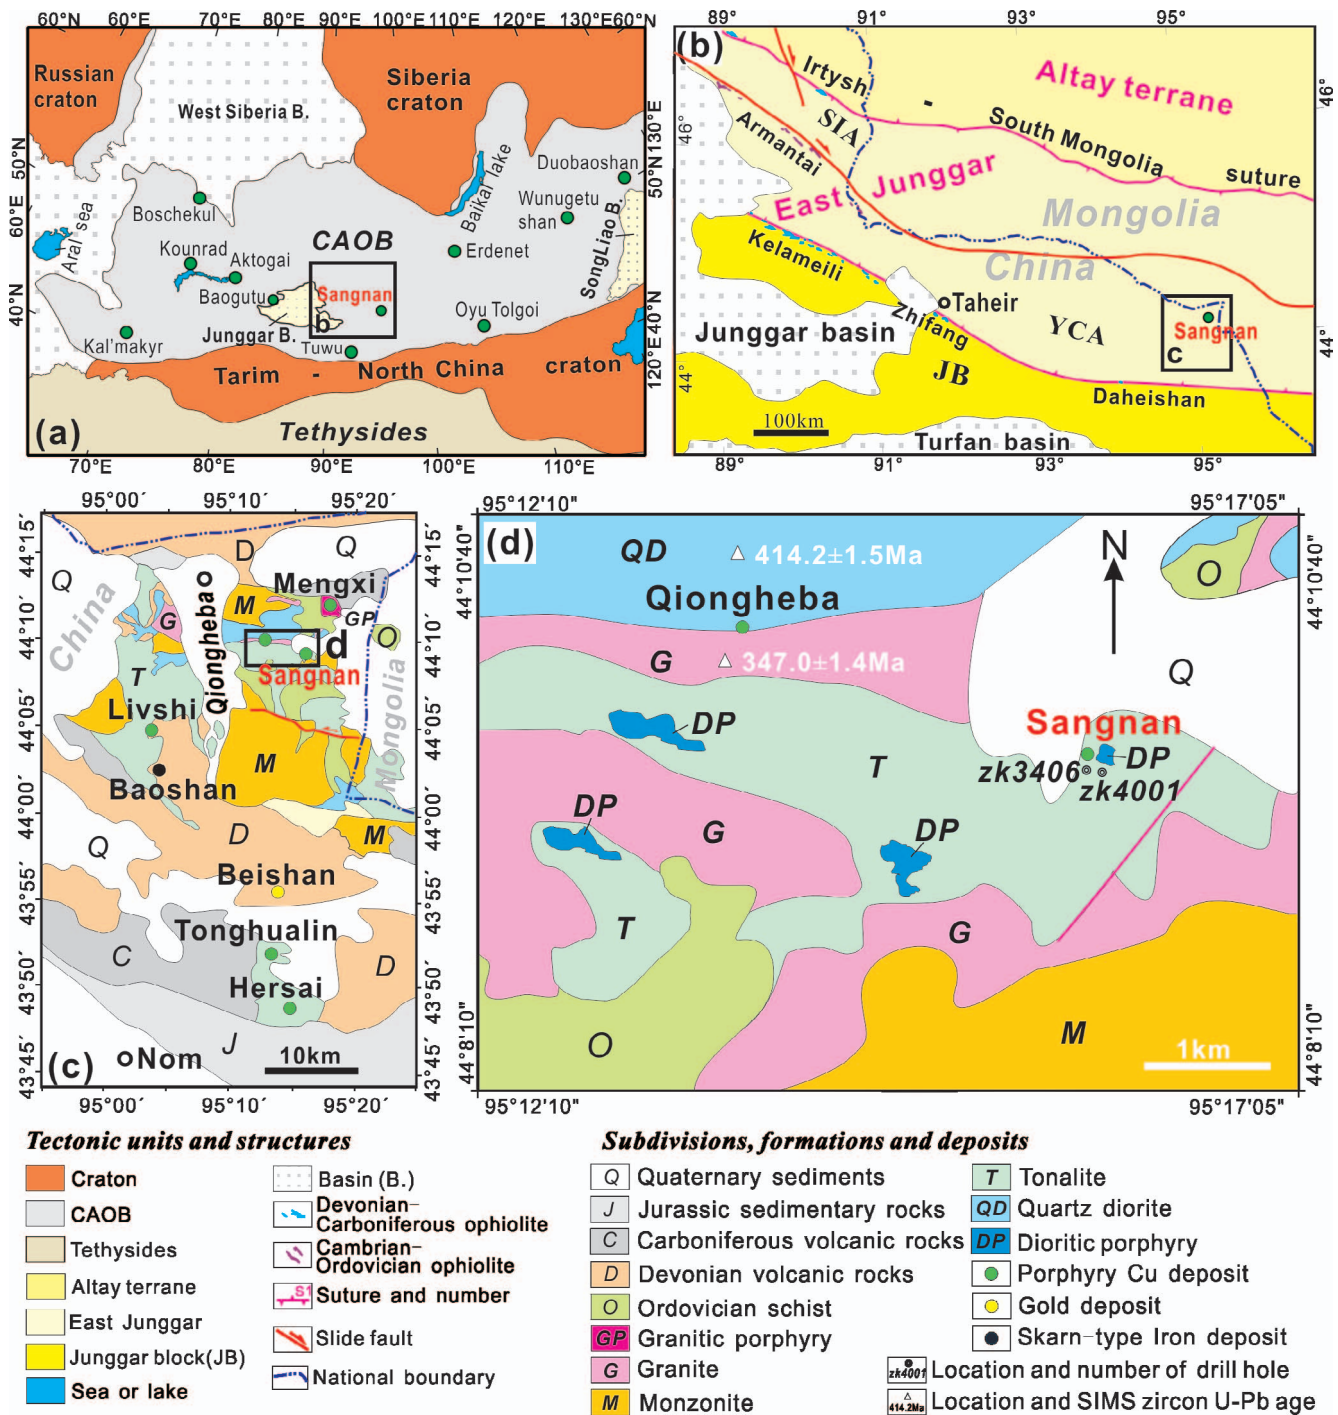 60°N 60°E 70°E 80°E 90°E 100°E 110°E 120°E 130°E 60°N
Russian
craton
West Siberia B.
Siberia
craton
50°N
60°E
40°N
130°E
50°N
120°E 40°N
Duobaoshan
Baikal lake
Wunugetu
shan
Boschekul
Aral sea
Kounrad
Aktogai
CAOB
Erdenet
SongLiao B.
Baogutu
Sangnan
b
Junggar B.
Oyu Tolgoi
Kal'makyr
Tuwu
Tarim - North China craton
(a)
Tethysides
70°E 80°E 90°E 100°E 110°E
89° 91° 93° 95°
(b)
Irtysh - South Mongolia suture
Altay terrane
46°
46°
SIA
Armantai
East Junggar
Mongolia
China
Kelameili
Taheir
Zhifang
YCA
Sangnan
c
Junggar basin
JB
44°
44°
Daheishan
100km
Turfan basin
89° 91° 93° 95°
95°00′ 95°10′ 95°20′
44°15′
44°10′
44°05′
44°00′
43°55′
43°50′
43°45′
44°15′
44°10′
44°05′
44°00′
43°55′
43°50′
43°45′
Q
D
Q
China
Qiongheba
Mengxi
M
GP
G
O
d
T
Sangnan
Livshi
Mongolia
M
Baoshan
D
M
Q
Beishan
Tonghualin
C
D
Hersai
J
Nom
10km
(c)
95°00′ 95°10′ 95°20′
95°12′10″ 95°17′05″
44°10′40″
44°10′40″
(d)
QD
414.2±1.5Ma
N
O
Qiongheba
G
347.0±1.4Ma
Q
DP
Sangnan
T
DP
zk3406
zk4001
DP
G
DP
T
G
O
M
1km
44°8′10″
44°8′10″
95°12′10″ 95°17′05″
Tectonic units and structures
Craton
CAOB
Tethysides
Altay terrane
East Junggar
Junggar block(JB)
Sea or lake
Basin (B.)
Devonian-
Carboniferous ophiolite
Cambrian-
Ordovician ophiolite
S1 Suture and number
Slide fault
National boundary
Subdivisions, formations and deposits
Q Quaternary sediments
J Jurassic sedimentary rocks
C Carboniferous volcanic rocks
D Devonian volcanic rocks
O Ordovician schist
GP Granitic porphyry
G Granite
M Monzonite
T Tonalite
QD Quartz diorite
DP Dioritic porphyry
Porphyry Cu deposit
Gold deposit
Skarn-type Iron deposit
zk4001 Location and number of drill hole
414.2Ma Location and SIMS zircon U-Pb age